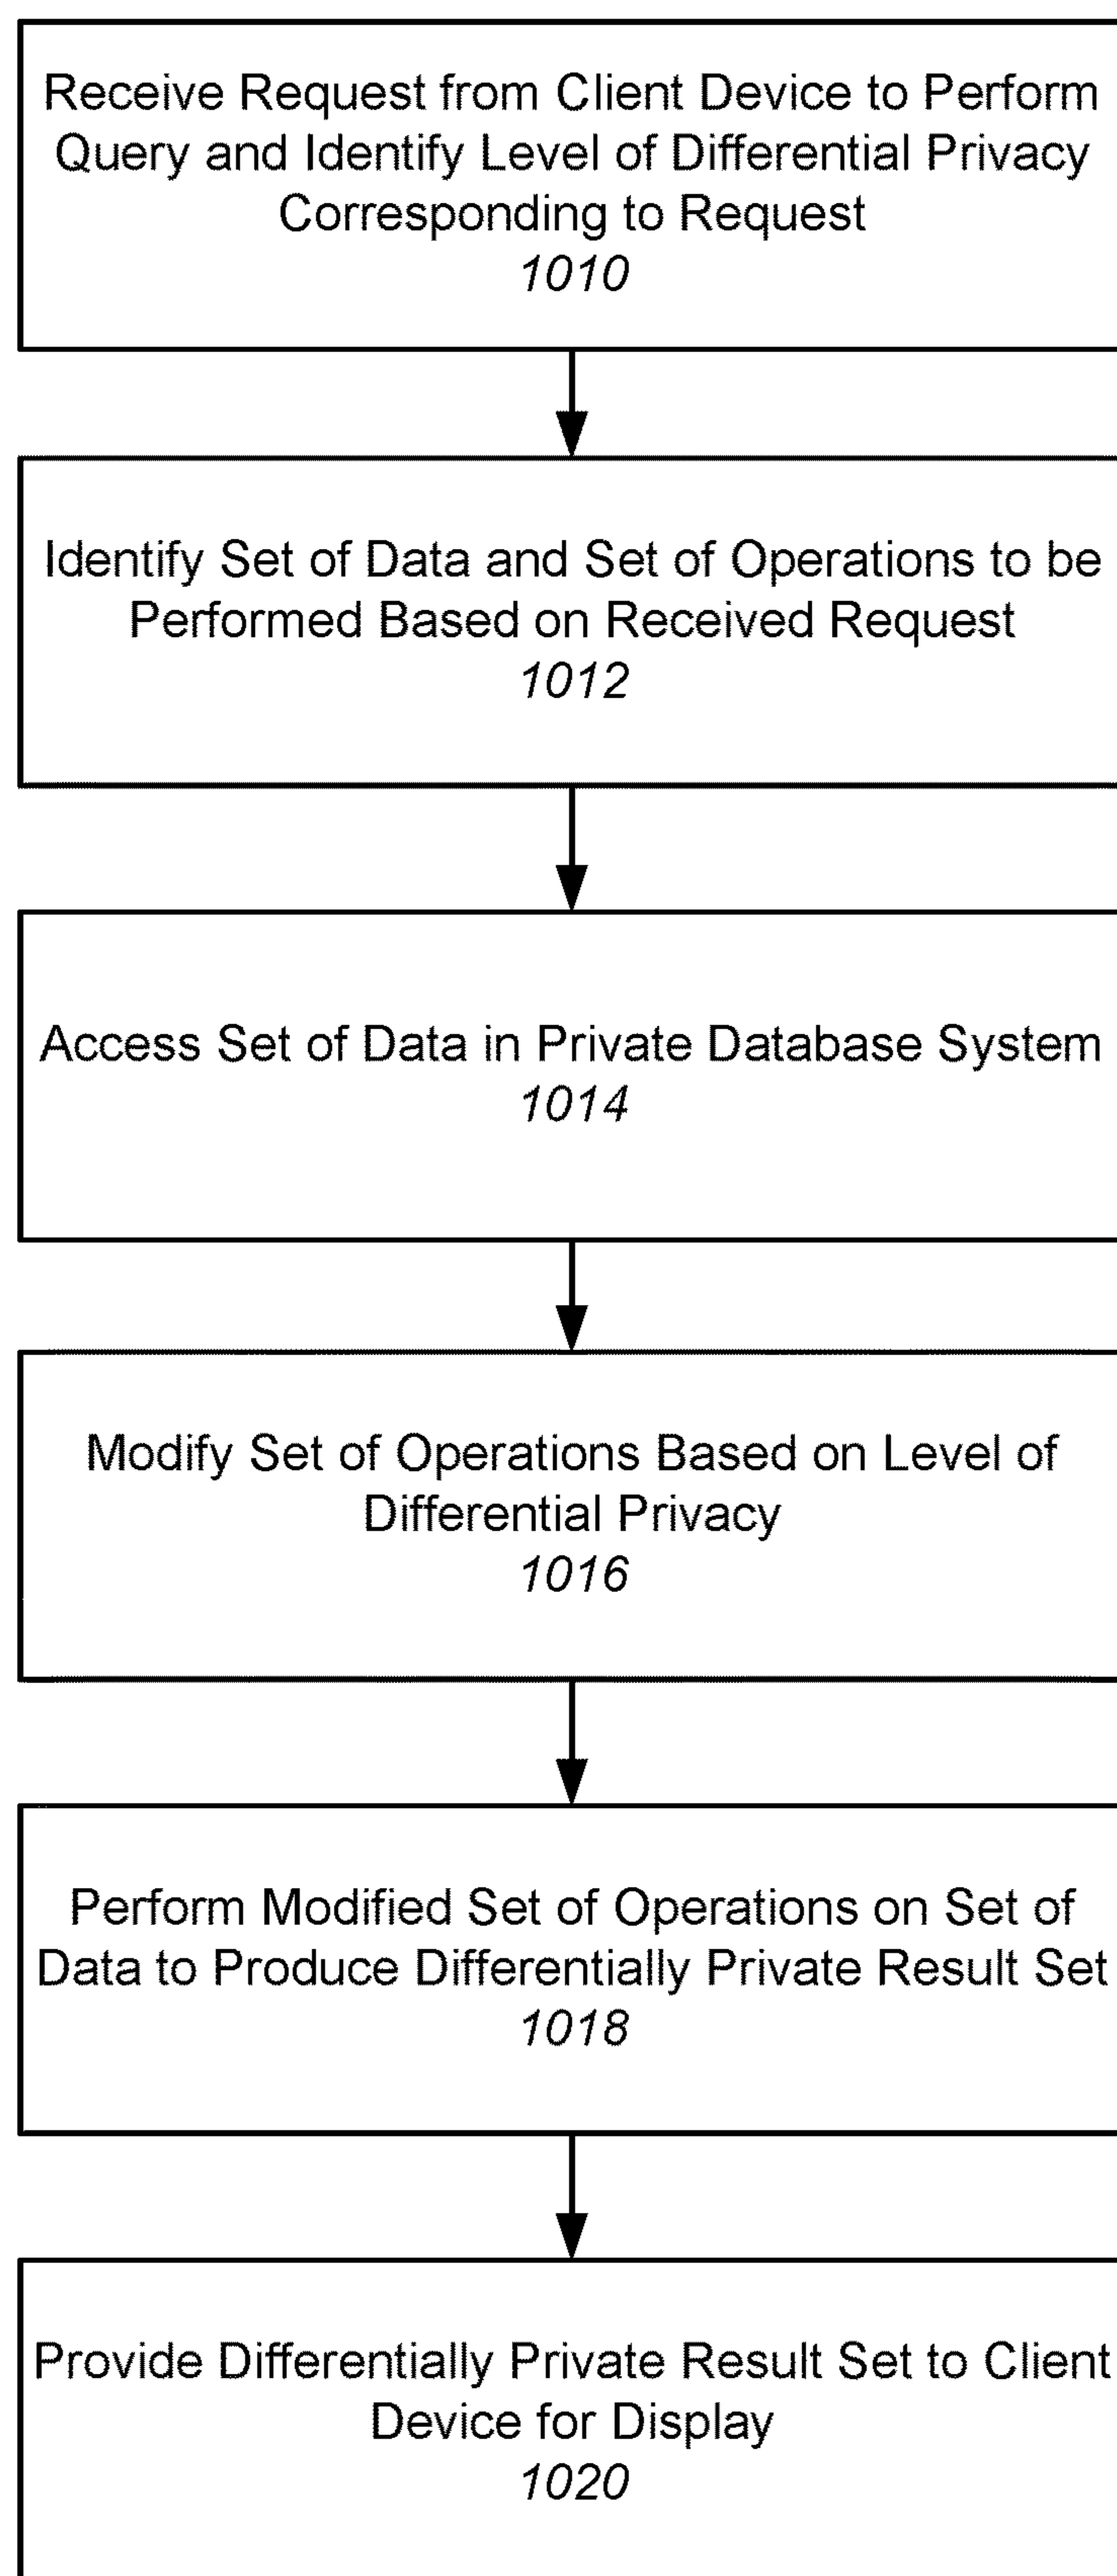 Receive Request from Client Device to Perform
Query and Identify Level of Differential Privacy
Corresponding to Request
1010
Identify Set of Data and Set of Operations to be
Performed Based on Received Request
1012
Access Set of Data in Private Database System
1014
Modify Set of Operations Based on Level of
Differential Privacy
1016
Perform Modified Set of Operations on Set of
Data to Produce Differentially Private Result Set
1018
Provide Differentially Private Result Set to Client
Device for Display
1020